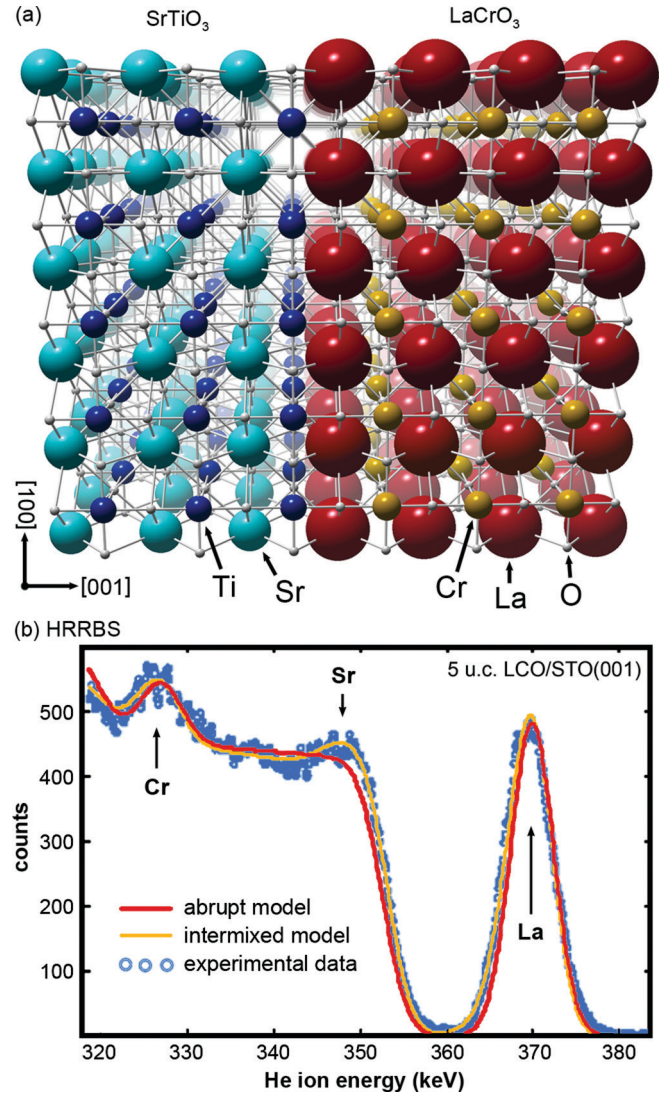 (a)
SrTiO₃
LaCrO₃
[100]
[001]
Ti
Sr
Cr
La
O
(b) HRRBS
5 u.c. LCO/STO(001)
Sr
Cr
La
abrupt model
intermixed model
experimental data
counts
500
400
300
200
100
320 330 340 350 360 370 380
He ion energy (keV)